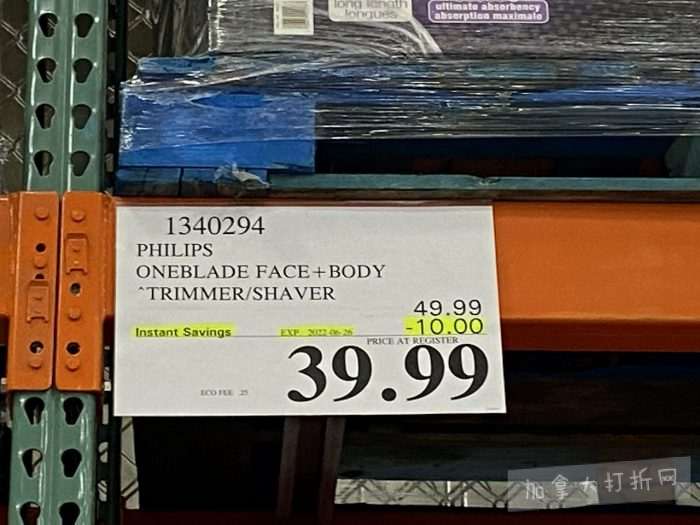 long length
longues
ultimate absorbency
absorption maximale
1340294
PHILIPS
ONEBLADE FACE+BODY
^TRIMMER/SHAVER
49.99
Instant Savings EXP. 2022-06-26 -10.00
PRICE AT REGISTER
39.99
ECO FEE .25
加拿大打折网